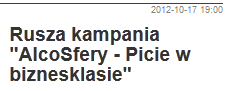 2012-10-17 19:00
Rusza kampania
"AlcoSfery - Picie w
biznesklasie"